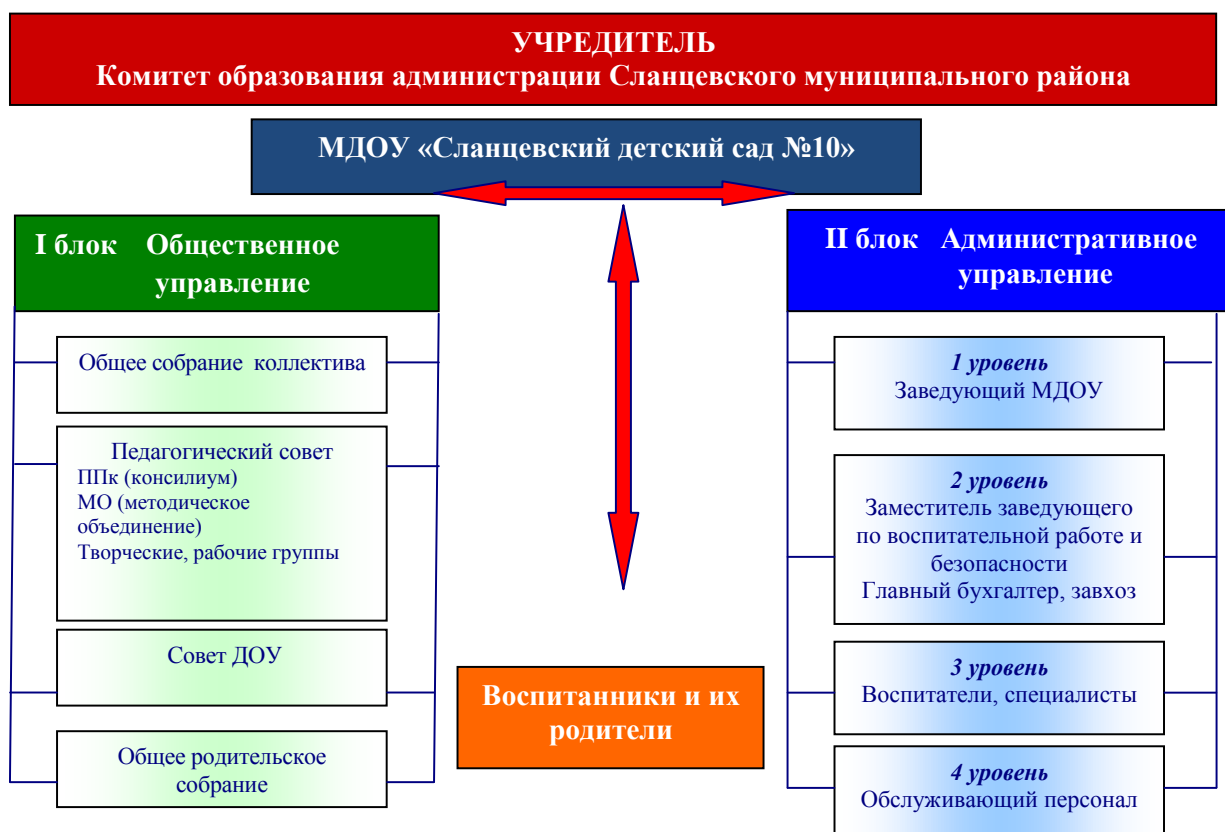 УЧРЕДИТЕЛЬ
Комитет образования администрации Сланцевского муниципального района
МДОУ «Сланцевский детский сад №10»
I блок Общественное
управление
Общее собрание коллектива
Педагогический совет
ППк (консилиум)
МО (методическое
объединение)
Творческие, рабочие группы
Совет ДОУ
Общее родительское
собрание
Воспитанники и их
родители
II блок Административное
управление
1 уровень
Заведующий МДОУ
2 уровень
Заместитель заведующего
по воспитательной работе и
безопасности
Главный бухгалтер, завхоз
3 уровень
Воспитатели, специалисты
4 уровень
Обслуживающий персонал